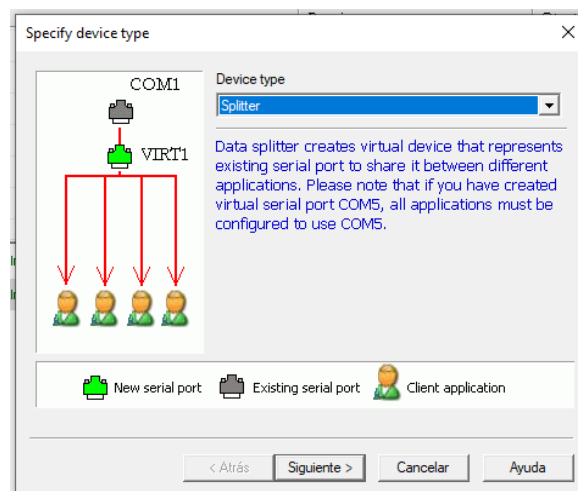 Specify device type
COM1
VIRT1
Device type
Splitter
Data splitter creates virtual device that represents
existing serial port to share it between different
applications. Please note that if you have created
virtual serial port COM5, all applications must be
configured to use COM5.
New serial port
Existing serial port
Client application
< Atrás
Siguiente >
Cancelar
Ayuda